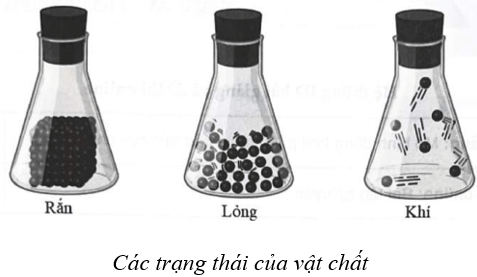 Rắn
Lỏng
Khí
Các trạng thái của vật chất